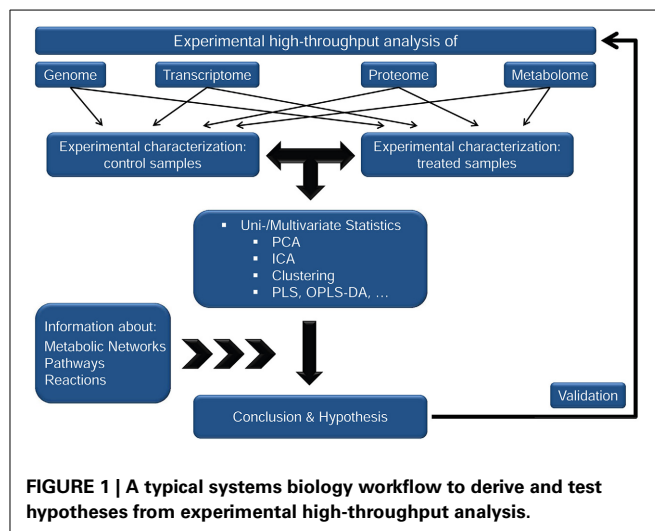 Experimental high-throughput analysis of
Genome
Transcriptome
Proteome
Metabolome
Experimental characterization:
control samples
Experimental characterization:
treated samples
▪ Uni-/Multivariate Statistics
▪ PCA
▪ ICA
▪ Clustering
▪ PLS, OPLS-DA, ...
Information about:
Metabolic Networks
Pathways
Reactions
Validation
Conclusion & Hypothesis
FIGURE 1 | A typical systems biology workflow to derive and test
hypotheses from experimental high-throughput analysis.